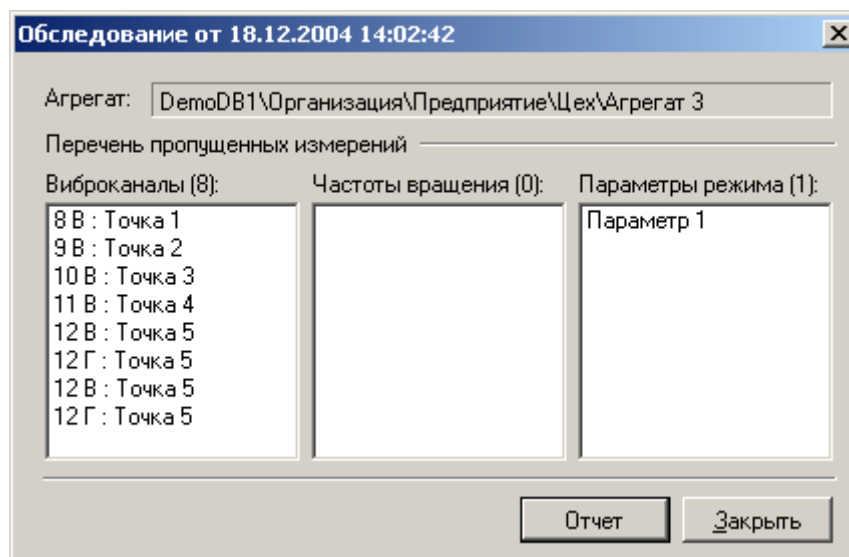 Обследование от 18.12.2004 14:02:42
Агрегат: DemoDB1\Организация\Предприятие\Цех\Агрегат 3
Перечень пропущенных измерений
Виброканалы (8): Частоты вращения (0): Параметры режима (1):
8 В : Точка 1 Параметр 1
9 В : Точка 2
10 В : Точка 3
11 В : Точка 4
12 В : Точка 5
12 Г : Точка 5
12 В : Точка 5
12 Г : Точка 5
Отчет Закрыть